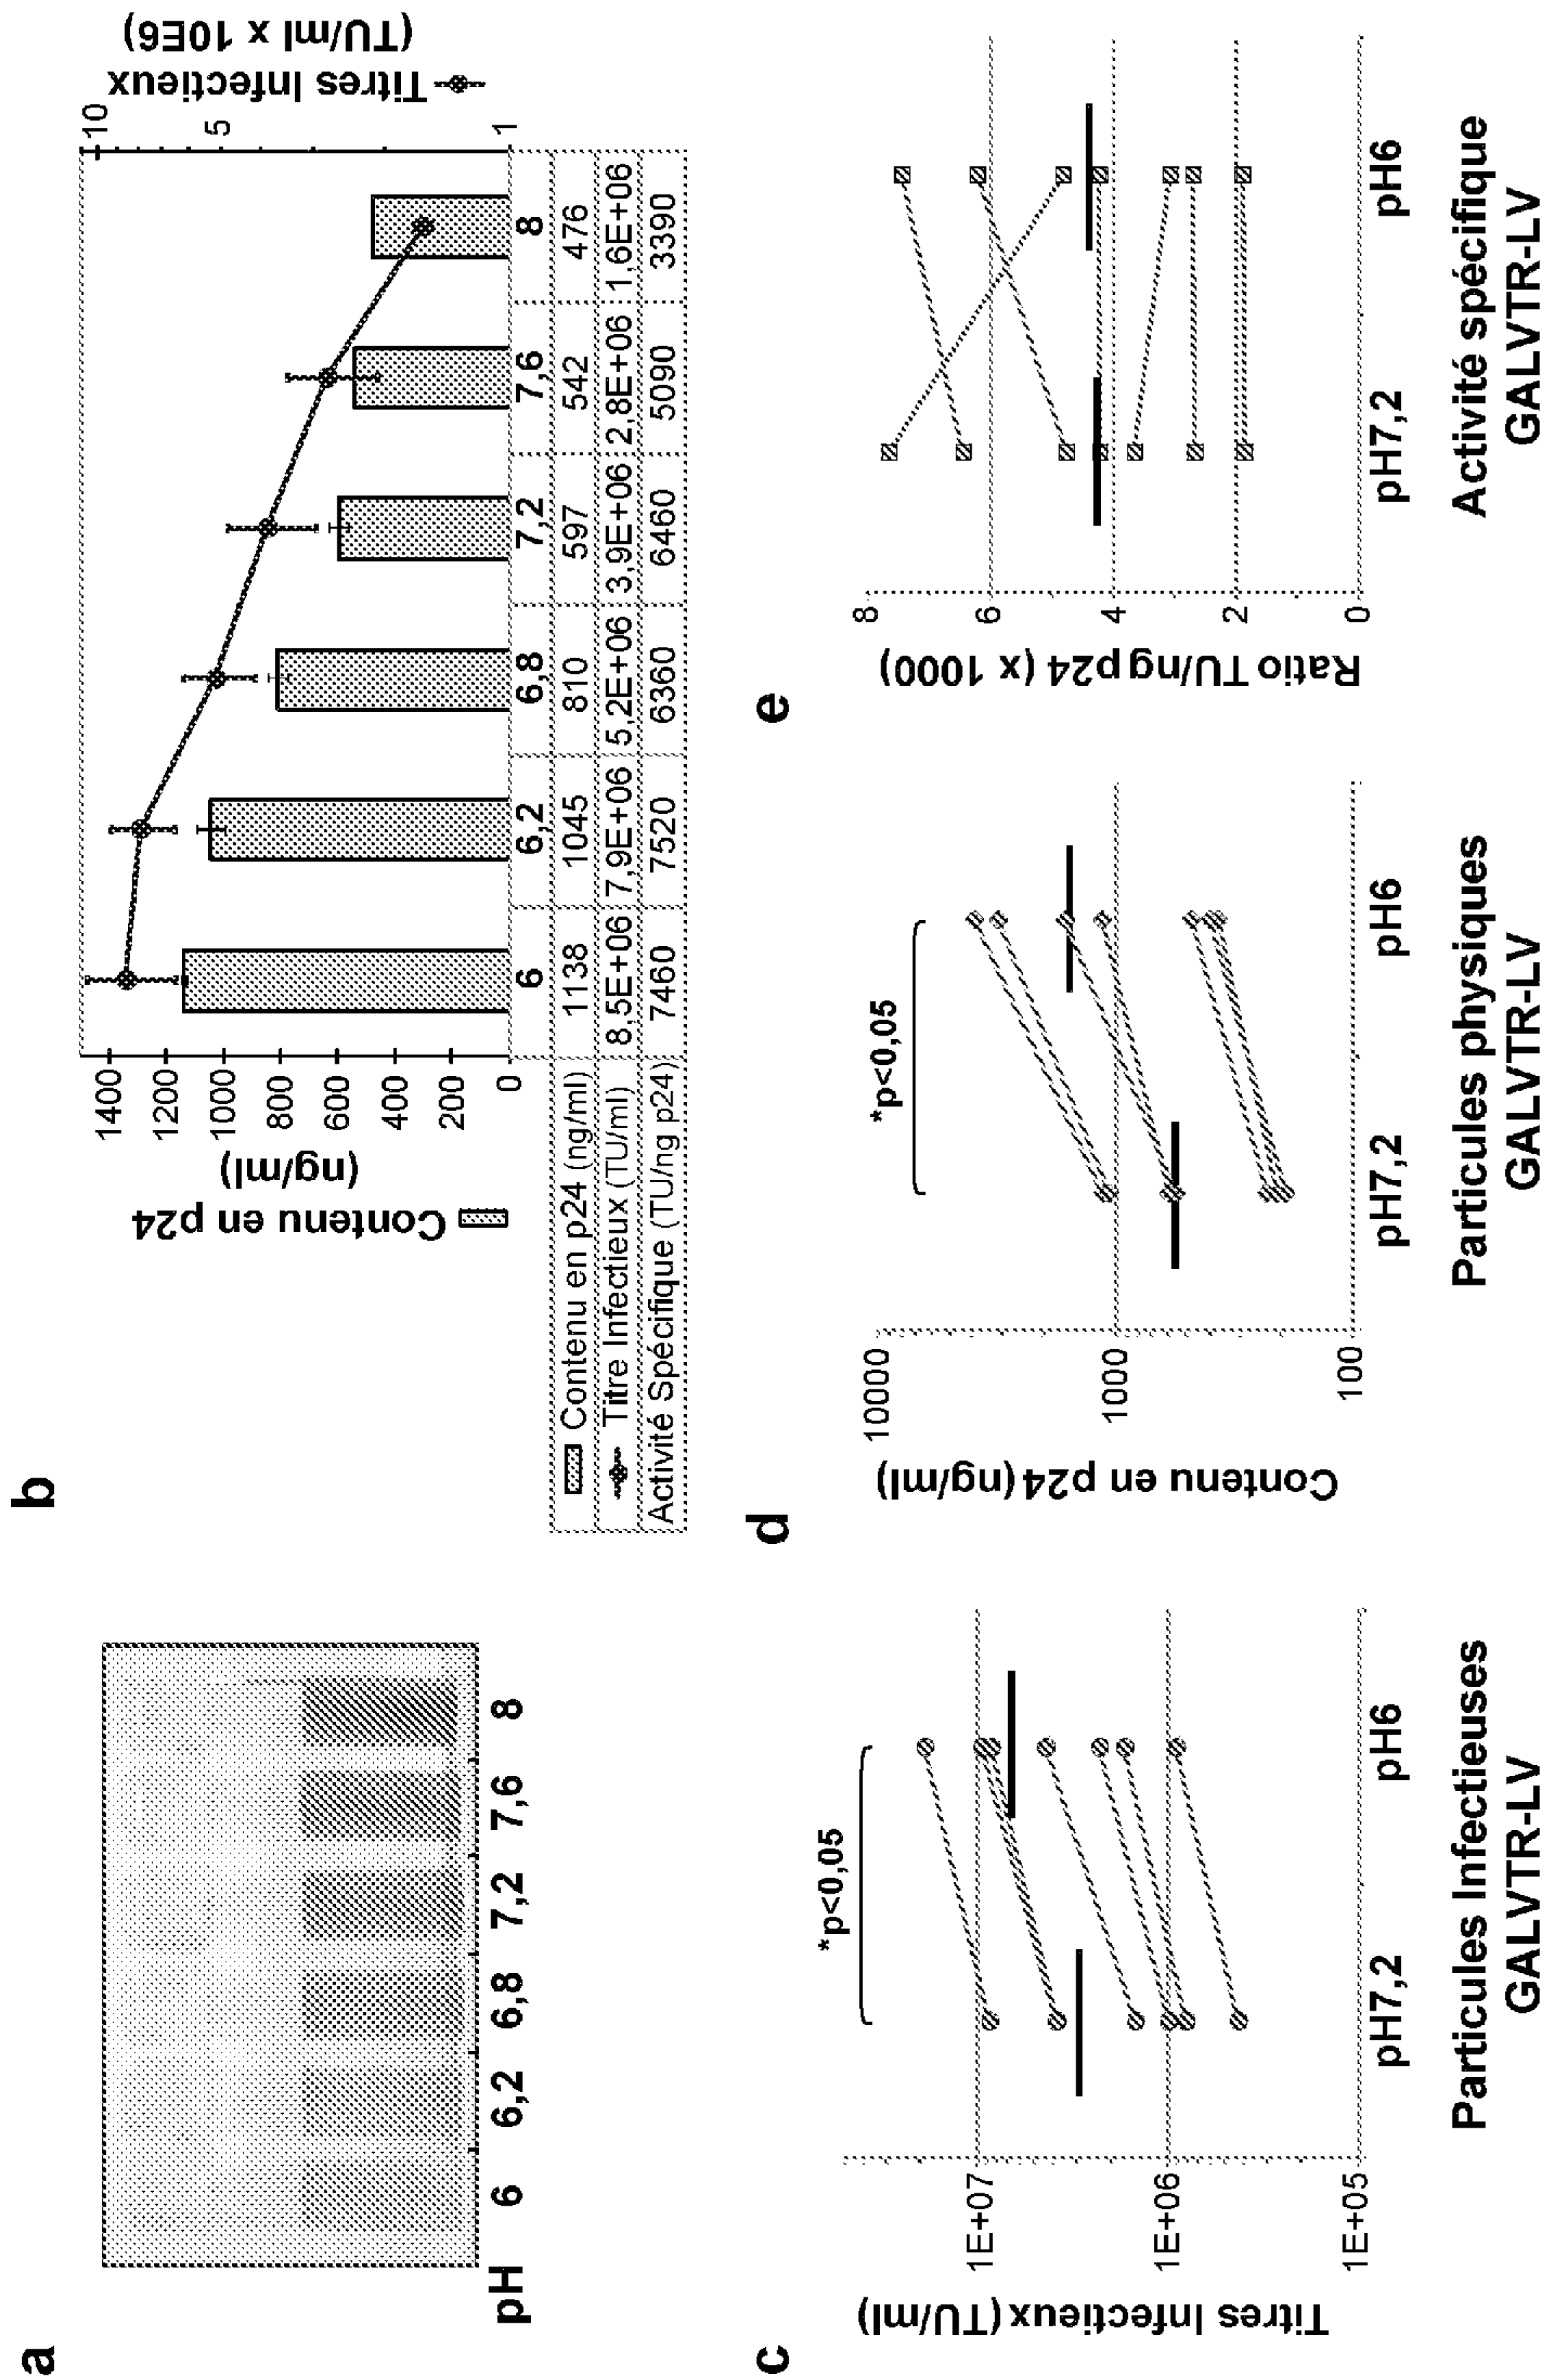 a
pH
6
6,2
6,8
7,2
7,6
8
b
Contenu en p24
(ng/ml)
1400
1200
1000
800
600
400
200
0
Titres Infectieux
(TU/ml x 10E6)
10
5
1
6
6,2
6,8
7,2
7,6
8
Contenu en p24 (ng/ml) 1138 1045 810 597 542 476
Titre Infectieux (TU/ml) 8,5E+06 7,9E+06 5,2E+06 3,9E+06 2,8E+06 1,6E+06
Activité Spécifique (TU/ng p24) 7460 7520 6360 6460 5090 3390
c
Titres Infectieux (TU/ml)
1E+07
1E+06
1E+05
*p<0,05
pH7,2
pH6
Particules Infectieuses
GALVTR-LV
d
Contenu en p24 (ng/ml)
10000
1000
100
*p<0,05
pH7,2
pH6
Particules physiques
GALVTR-LV
e
Ratio TU/ng p24 (x 1000)
8
6
4
2
0
pH7,2
pH6
Activité spécifique
GALVTR-LV